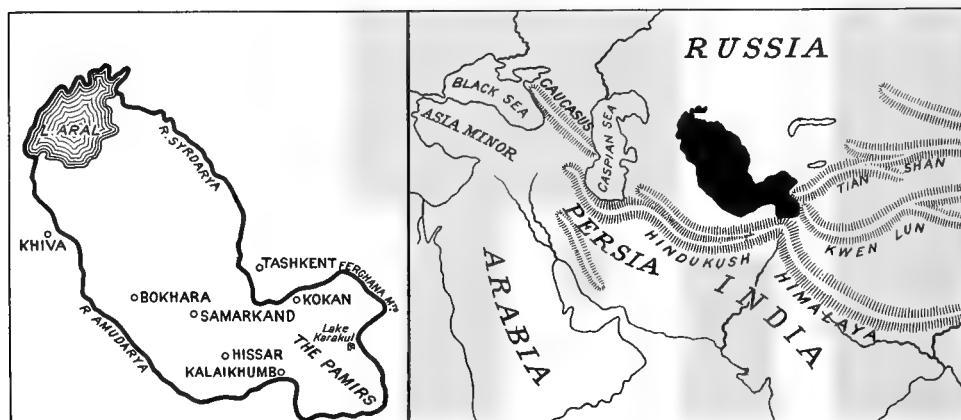 L. ARAL
R. SYRDARYA
KHIVA
TASHKENT
FERGHANA MTS
BOKHARA
KOKAN
SAMARKAND
R. AMUDARYA
Lake
Karakul
HISSAR
THE PAMIRS
KALAIKHUMB
RUSSIA
BLACK SEA
CAUCASUS
ASIA MINOR
CASPIAN SEA
TIAN SHAN
PERSIA
HINDUKUSH
KWEN LUN
ARABIA
INDIA
HIMALAYA